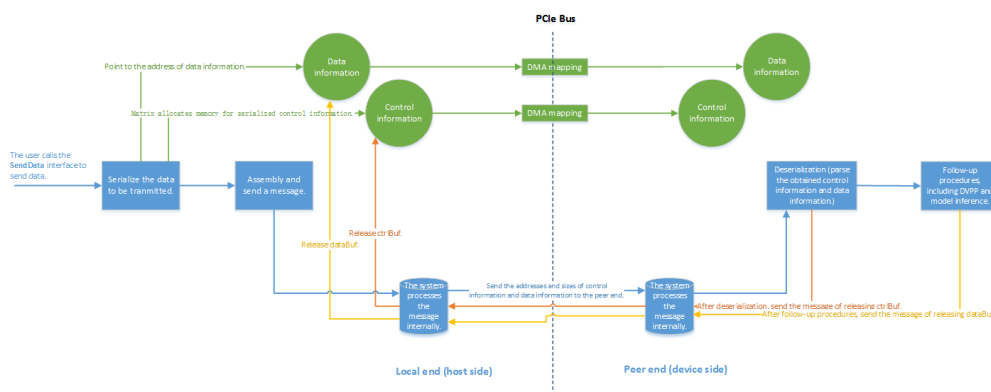 PCIe Bus
Data
information
Point to the address of data information.
DMA mapping
Data
information
Matrix allocates memory for serialized control information.
Control
information
DMA mapping
Control
information
The user calls the
SendData interface to
send data.
Serialize the data
to be tranmitted.
Assembly and
send a message.
Deserialization (parse
the obtained control
information and data
information.)
Follow-up
procedures,
including DVPP and
model inference.
Release ctrlBuf.
Release dataBuf.
The system
processes
the
message
internally.
Send the addresses and sizes of control
information and data information to the peer end.
The system
processes
the
message
internally.
After deserialization, send the message of releasing ctrlBuf.
After follow-up procedures, send the message of releasing dataBu
Local end (host side)
Peer end (device side)